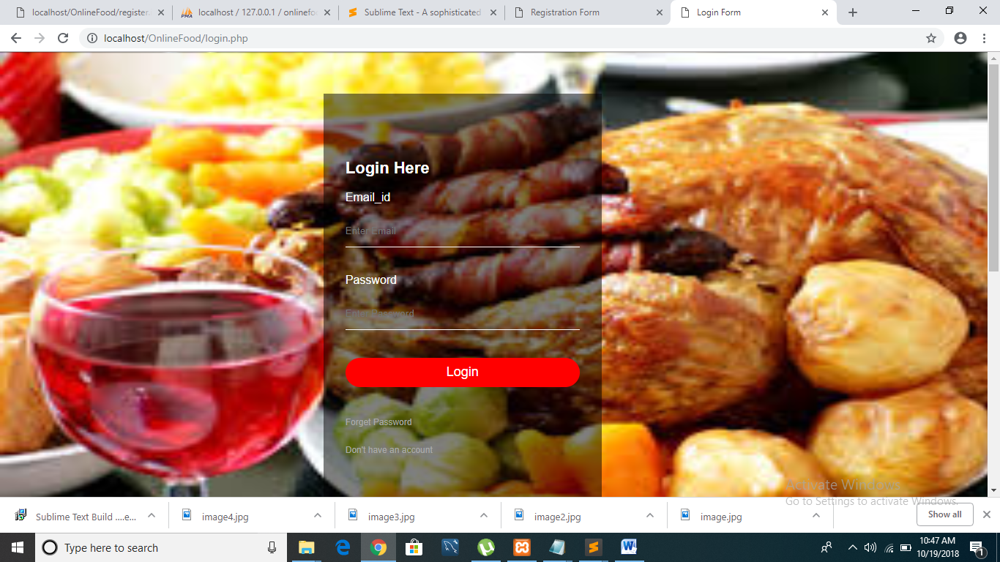 localhost/OnlineFood/register.
localhost / 127.0.0.1 / onlinefo
Sublime Text - A sophisticated
Registration Form
Login Form
localhost/OnlineFood/login.php
Login Here
Email_id
Enter Email
Password
Enter Password
Login
Forget Password
Don't have an account
Activate Windows
Go to Settings to activate Windows.
Sublime Text Build ....e...
image4.jpg
image3.jpg
image2.jpg
image.jpg
Show all
Type here to search
10:47 AM
10/19/2018
1